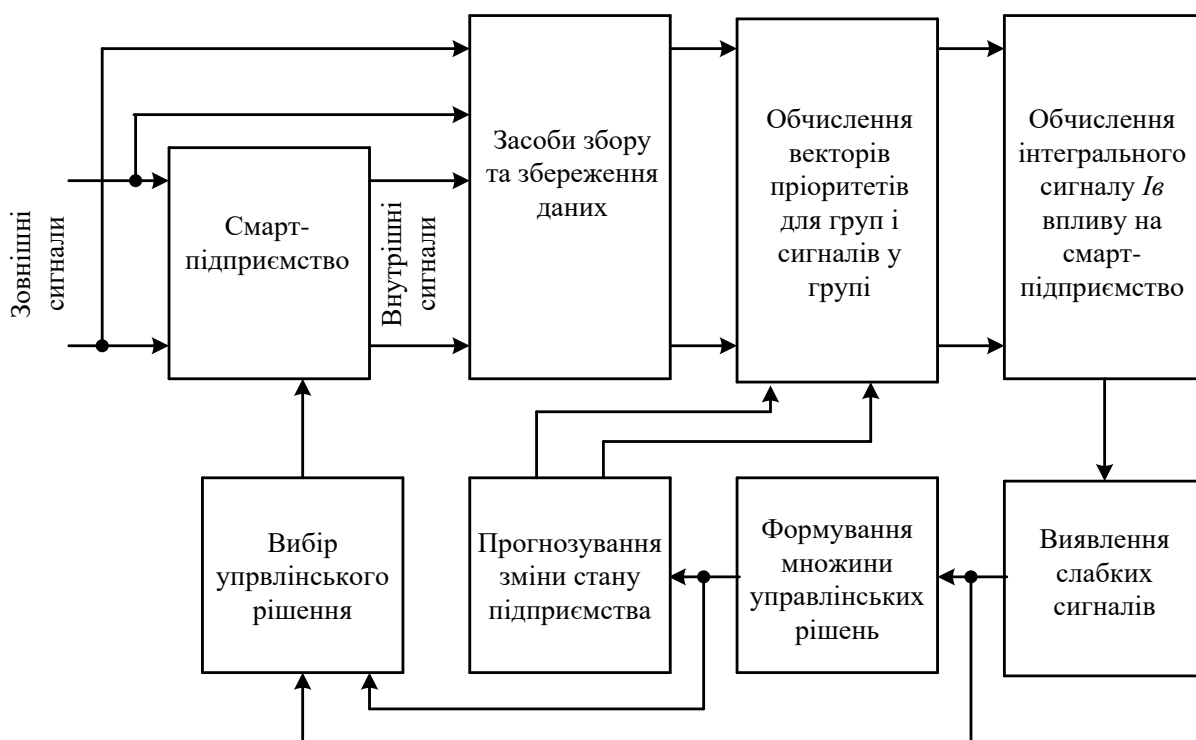 Зовнішні
сигнали
Смарт-
підприємство
Внутрішні
сигнали
Засоби збору
та збереження
даних
Обчислення
векторів
пріоритетів
для груп і
сигналів у
групі
Обчислення
інтегрального
сигналу Ів
впливу на
смарт-
підприємство
Вибір
упрвлінського
рішення
Прогнозування
зміни стану
підприємства
Формування
множини
управлінських
рішень
Виявлення
слабких
сигналів